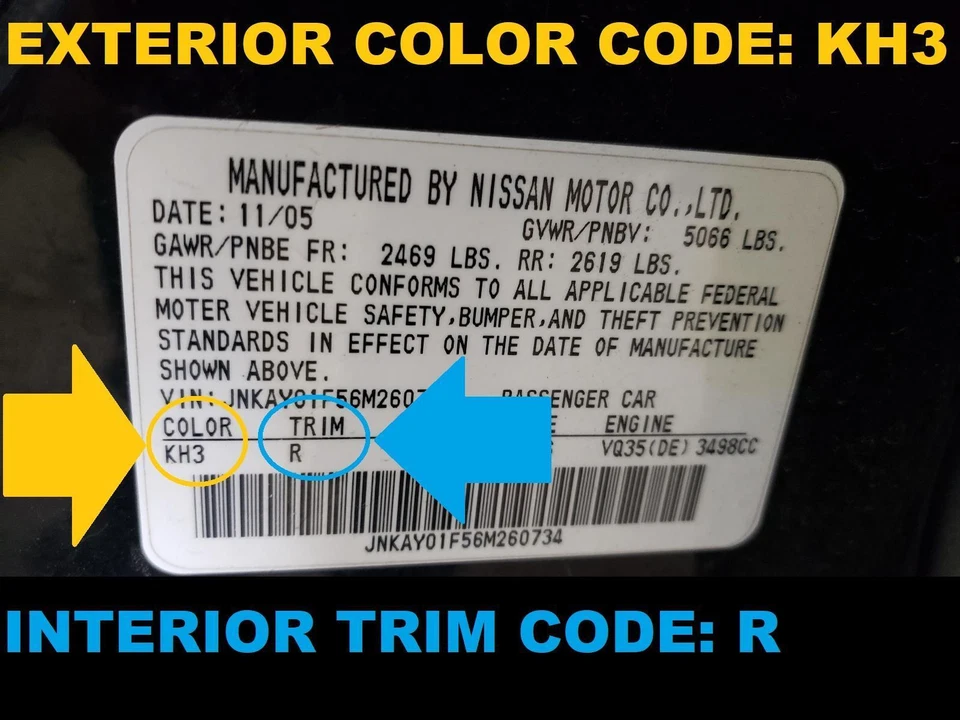 EXTERIOR COLOR CODE: KH3
MANUFACTURED BY NISSAN MOTOR CO.,LTD.
DATE: 11/05
GVWR/PNBV: 5066 LBS.
GAWR/PNBE FR: 2469 LBS. RR: 2619 LBS.
THIS VEHICLE CONFORMS TO ALL APPLICABLE FEDERAL
MOTER VEHICLE SAFETY,BUMPER,AND THEFT PREVENTION
STANDARDS IN EFFECT ON THE DATE OF MANUFACTURE
SHOWN ABOVE.
VIN: JNKAY01F56M2607 PASSENGER CAR
COLOR TRIM ENGINE
KH3 R VQ35(DE) 3498CC
JNKAY01F56M260734
INTERIOR TRIM CODE: R